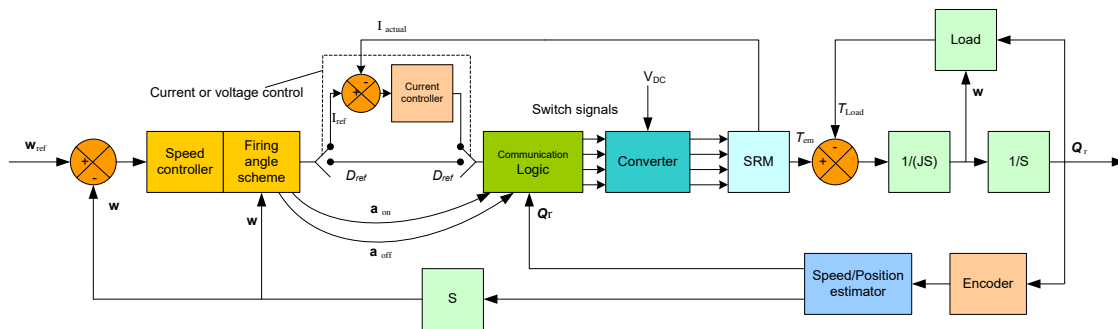 I actual
Load
Current or voltage control
+
-
Current
controller
V DC
w
I ref
Switch signals
T Load
w ref
+
-
Speed
controller
Firing
angle
scheme
D ref
D ref
Communication
Logic
Converter
SRM
T em
+
-
1/(JS)
1/S
Q r
w
w
a on
a off
Qr
S
Speed/Position
estimator
Encoder